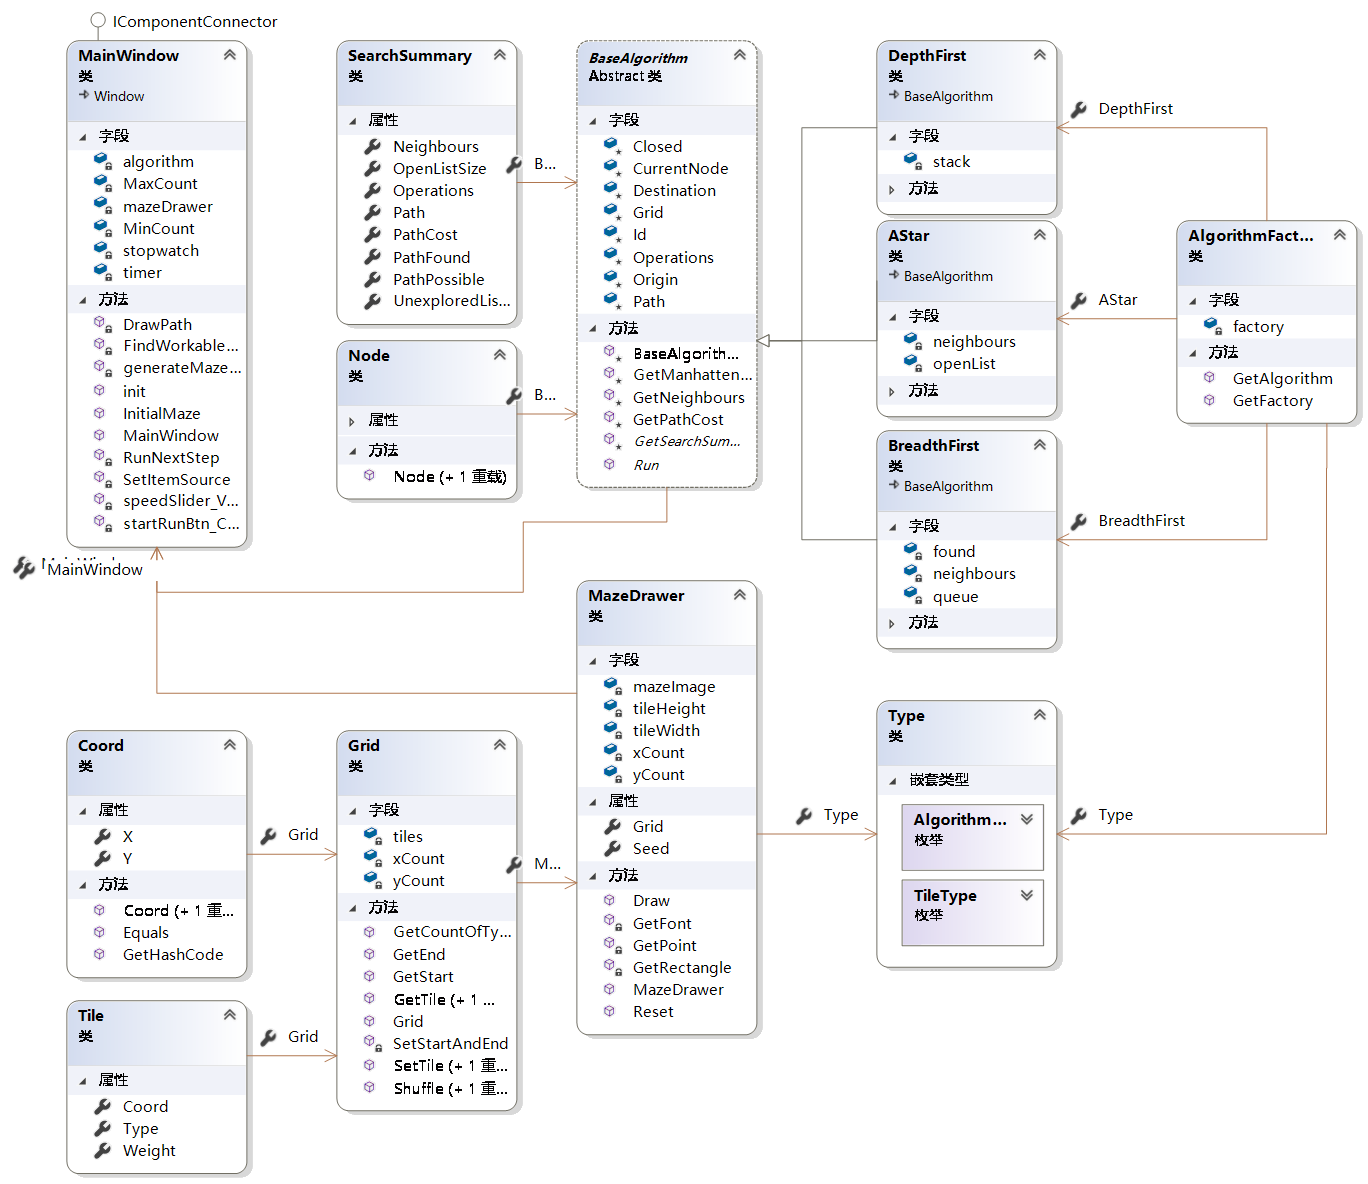 IComponentConnector
MainWindow
类
Window
字段
algorithm
MaxCount
mazeDrawer
MinCount
stopwatch
timer
方法
DrawPath
FindWorkable...
generateMaze...
init
InitialMaze
MainWindow
RunNextStep
SetItemSource
speedSlider_V...
startRunBtn_C...
MainWindow
SearchSummary
类
属性
Neighbours
OpenListSize
Operations
Path
PathCost
PathFound
PathPossible
UnexploredLis...
B...
Node
类
属性
方法
Node (+ 1 重载)
B...
BaseAlgorithm
Abstract 类
字段
Closed
CurrentNode
Destination
Grid
Id
Operations
Origin
Path
方法
BaseAlgorith...
GetManhatten...
GetNeighbours
GetPathCost
GetSearchSum...
Run
DepthFirst
类
BaseAlgorithm
字段
stack
方法
DepthFirst
AStar
类
BaseAlgorithm
字段
neighbours
openList
方法
AStar
BreadthFirst
类
BaseAlgorithm
字段
found
neighbours
queue
方法
BreadthFirst
AlgorithmFact...
类
字段
factory
方法
GetAlgorithm
GetFactory
MazeDrawer
类
字段
mazeImage
tileHeight
tileWidth
xCount
yCount
属性
Grid
Seed
方法
Draw
GetFont
GetPoint
GetRectangle
MazeDrawer
Reset
Type
Type
类
嵌套类型
Algorithm...
枚举
TileType
枚举
Type
Coord
类
属性
X
Y
方法
Coord (+ 1 重...
Equals
GetHashCode
Grid
Grid
类
字段
tiles
xCount
yCount
方法
GetCountOfTy...
GetEnd
GetStart
GetTile (+ 1 ...
Grid
SetStartAndEnd
SetTile (+ 1 重...
Shuffle (+ 1 重...
M...
Tile
类
属性
Coord
Type
Weight
Grid